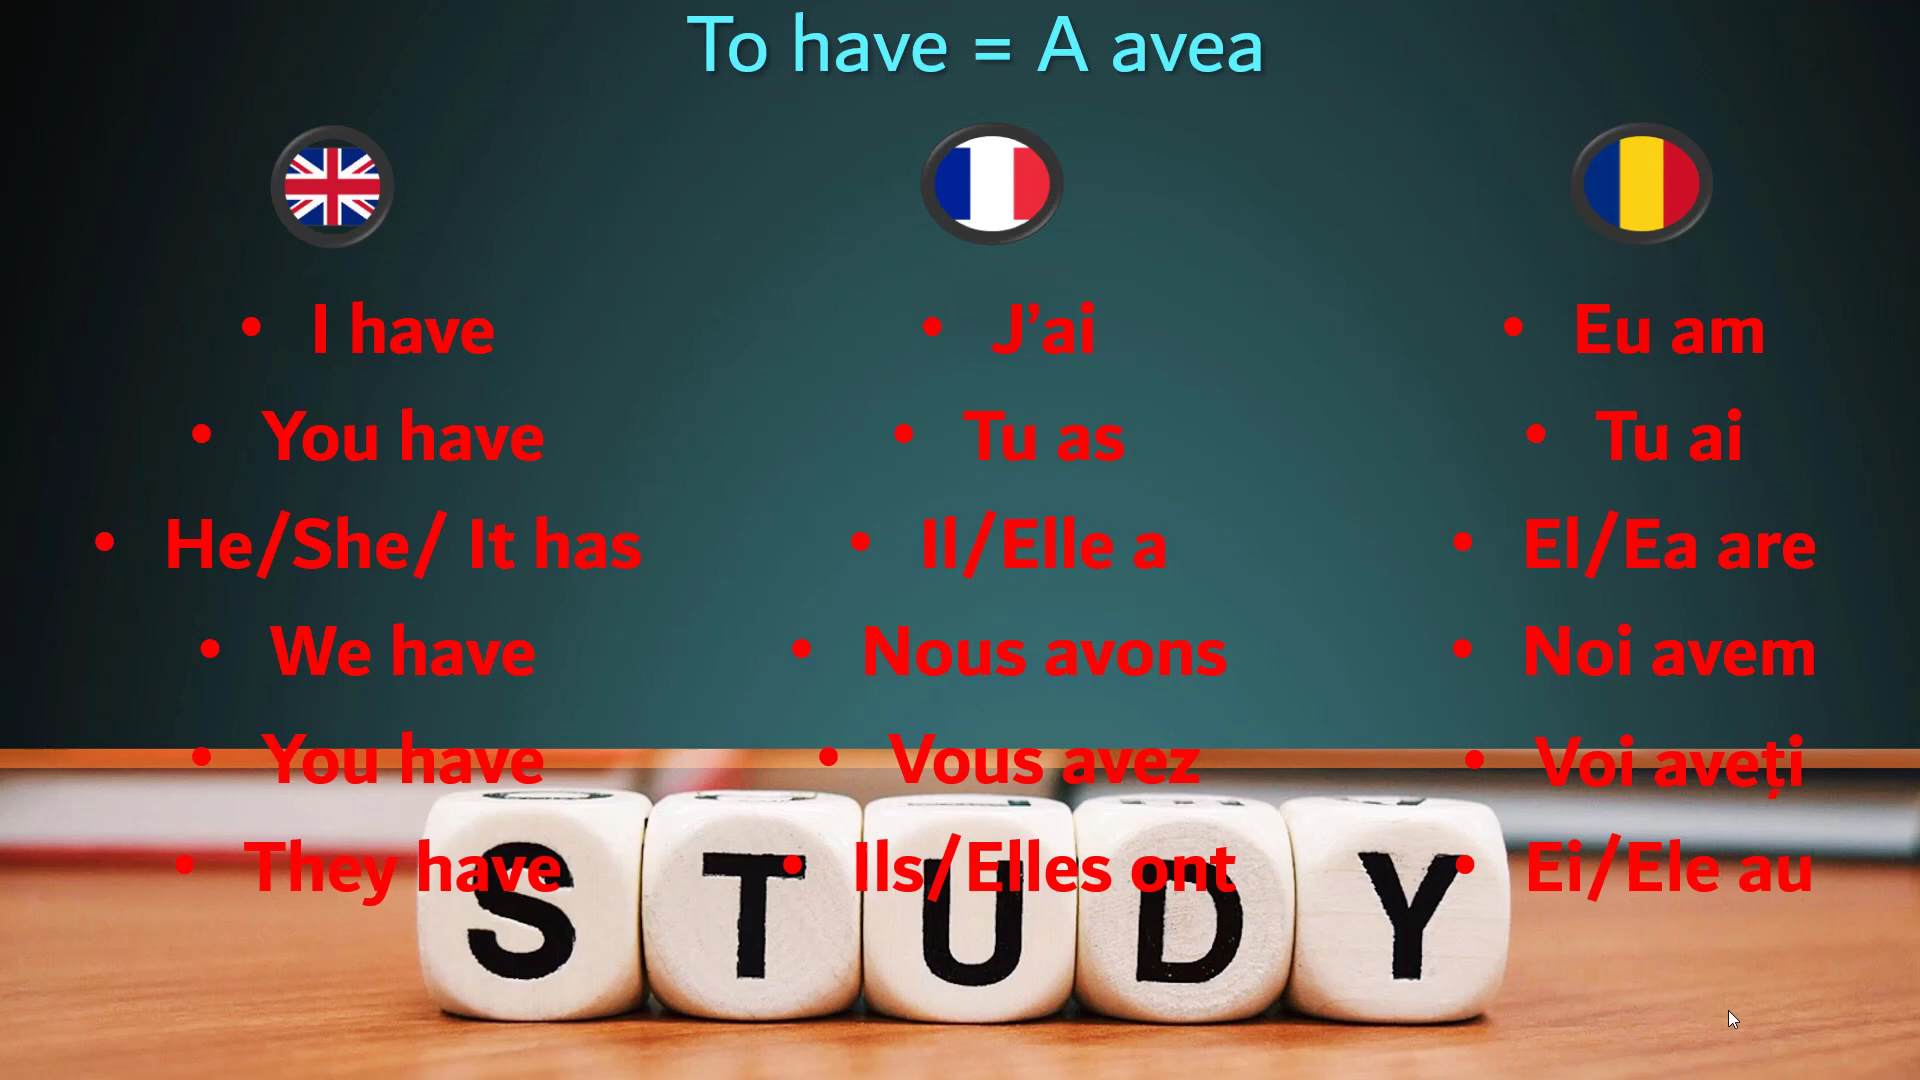 To have = A avea
• I have
• You have
• He/She/ It has
• We have
• You have
• They have
• J’ai
• Tu as
• Il/Elle a
• Nous avons
• Vous avez
• Ils/Elles ont
• Eu am
• Tu ai
• El/Ea are
• Noi avem
• Voi aveți
• Ei/Ele au
STUDY